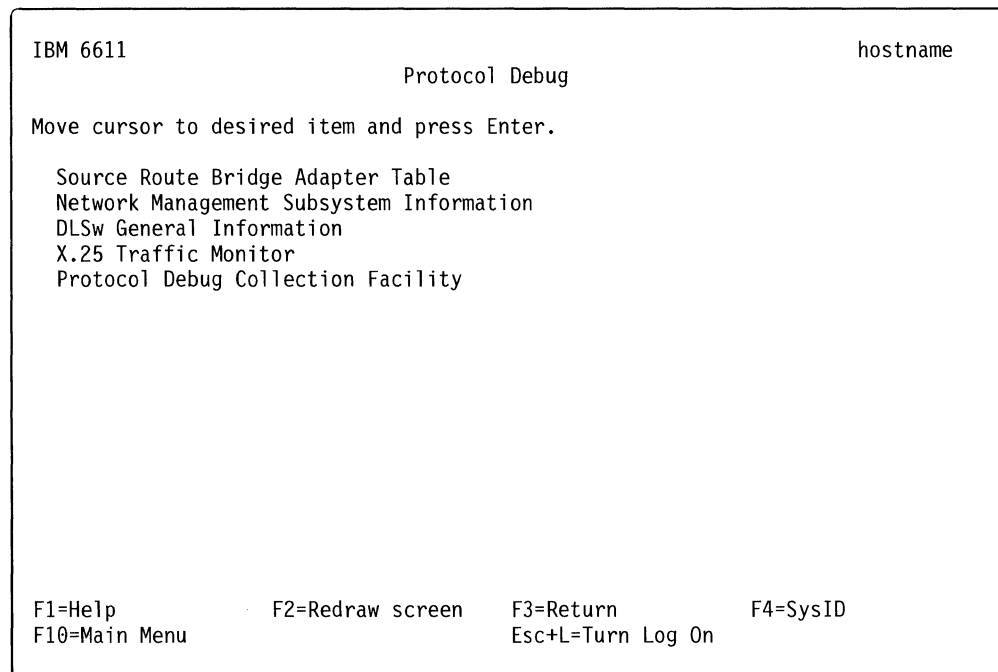 IBM 6611 hostname
Protocol Debug
Move cursor to desired item and press Enter.
Source Route Bridge Adapter Table
Network Management Subsystem Information
DLSw General Information
X.25 Traffic Monitor
Protocol Debug Collection Facility
F1=Help F2=Redraw screen F3=Return F4=SysID
F10=Main Menu Esc+L=Turn Log On